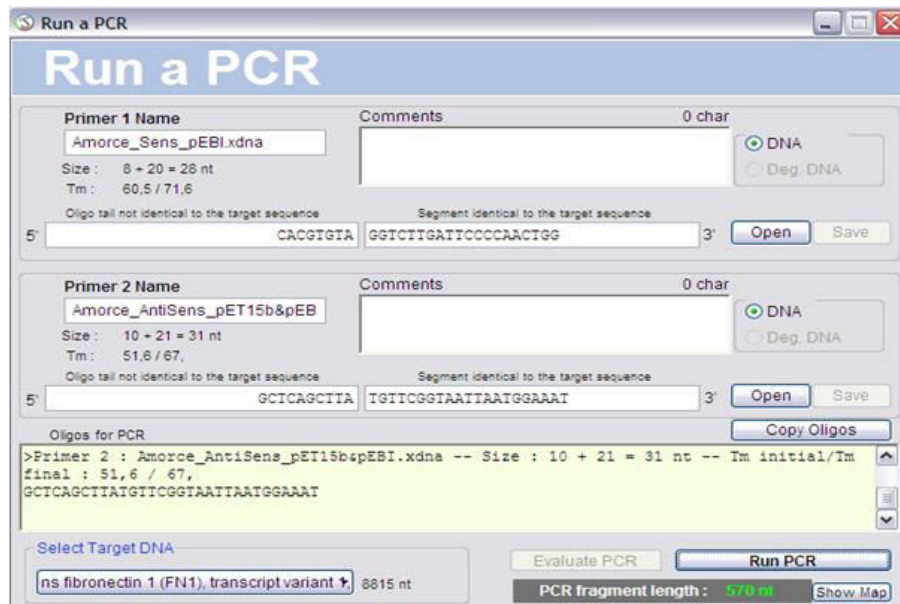 Run a PCR
Run a PCR
Primer 1 Name
Comments
0 char
Amorce_Sens_pEBI.xdna
DNA
Deg. DNA
Size : 8 + 20 = 28 nt
Tm : 60,5 / 71,6
Oligo tail not identical to the target sequence
Segment identical to the target sequence
5' CACGTGTA GGTCTTGATTCCCCAACTGG 3' Open Save
Primer 2 Name
Comments
0 char
Amorce_AntiSens_pET15b&pEB
DNA
Deg. DNA
Size : 10 + 21 = 31 nt
Tm : 51,6 / 67,
Oligo tail not identical to the target sequence
Segment identical to the target sequence
5' GCTCAGCTTA TGTTCGGTAATTAATGGAAAT 3' Open Save
Oligos for PCR
Copy Oligos
>Primer 2 : Amorce_AntiSens_pET15b&pEBI.xdna -- Size : 10 + 21 = 31 nt -- Tm initial/Tm
final : 51,6 / 67,
GCTCAGCTTATGTTCGGTAATTAATGGAAAT
Select Target DNA
Evaluate PCR Run PCR
ns fibronectin 1 (FN1), transcript variant 8815 nt
PCR fragment length : 570 nt Show Map